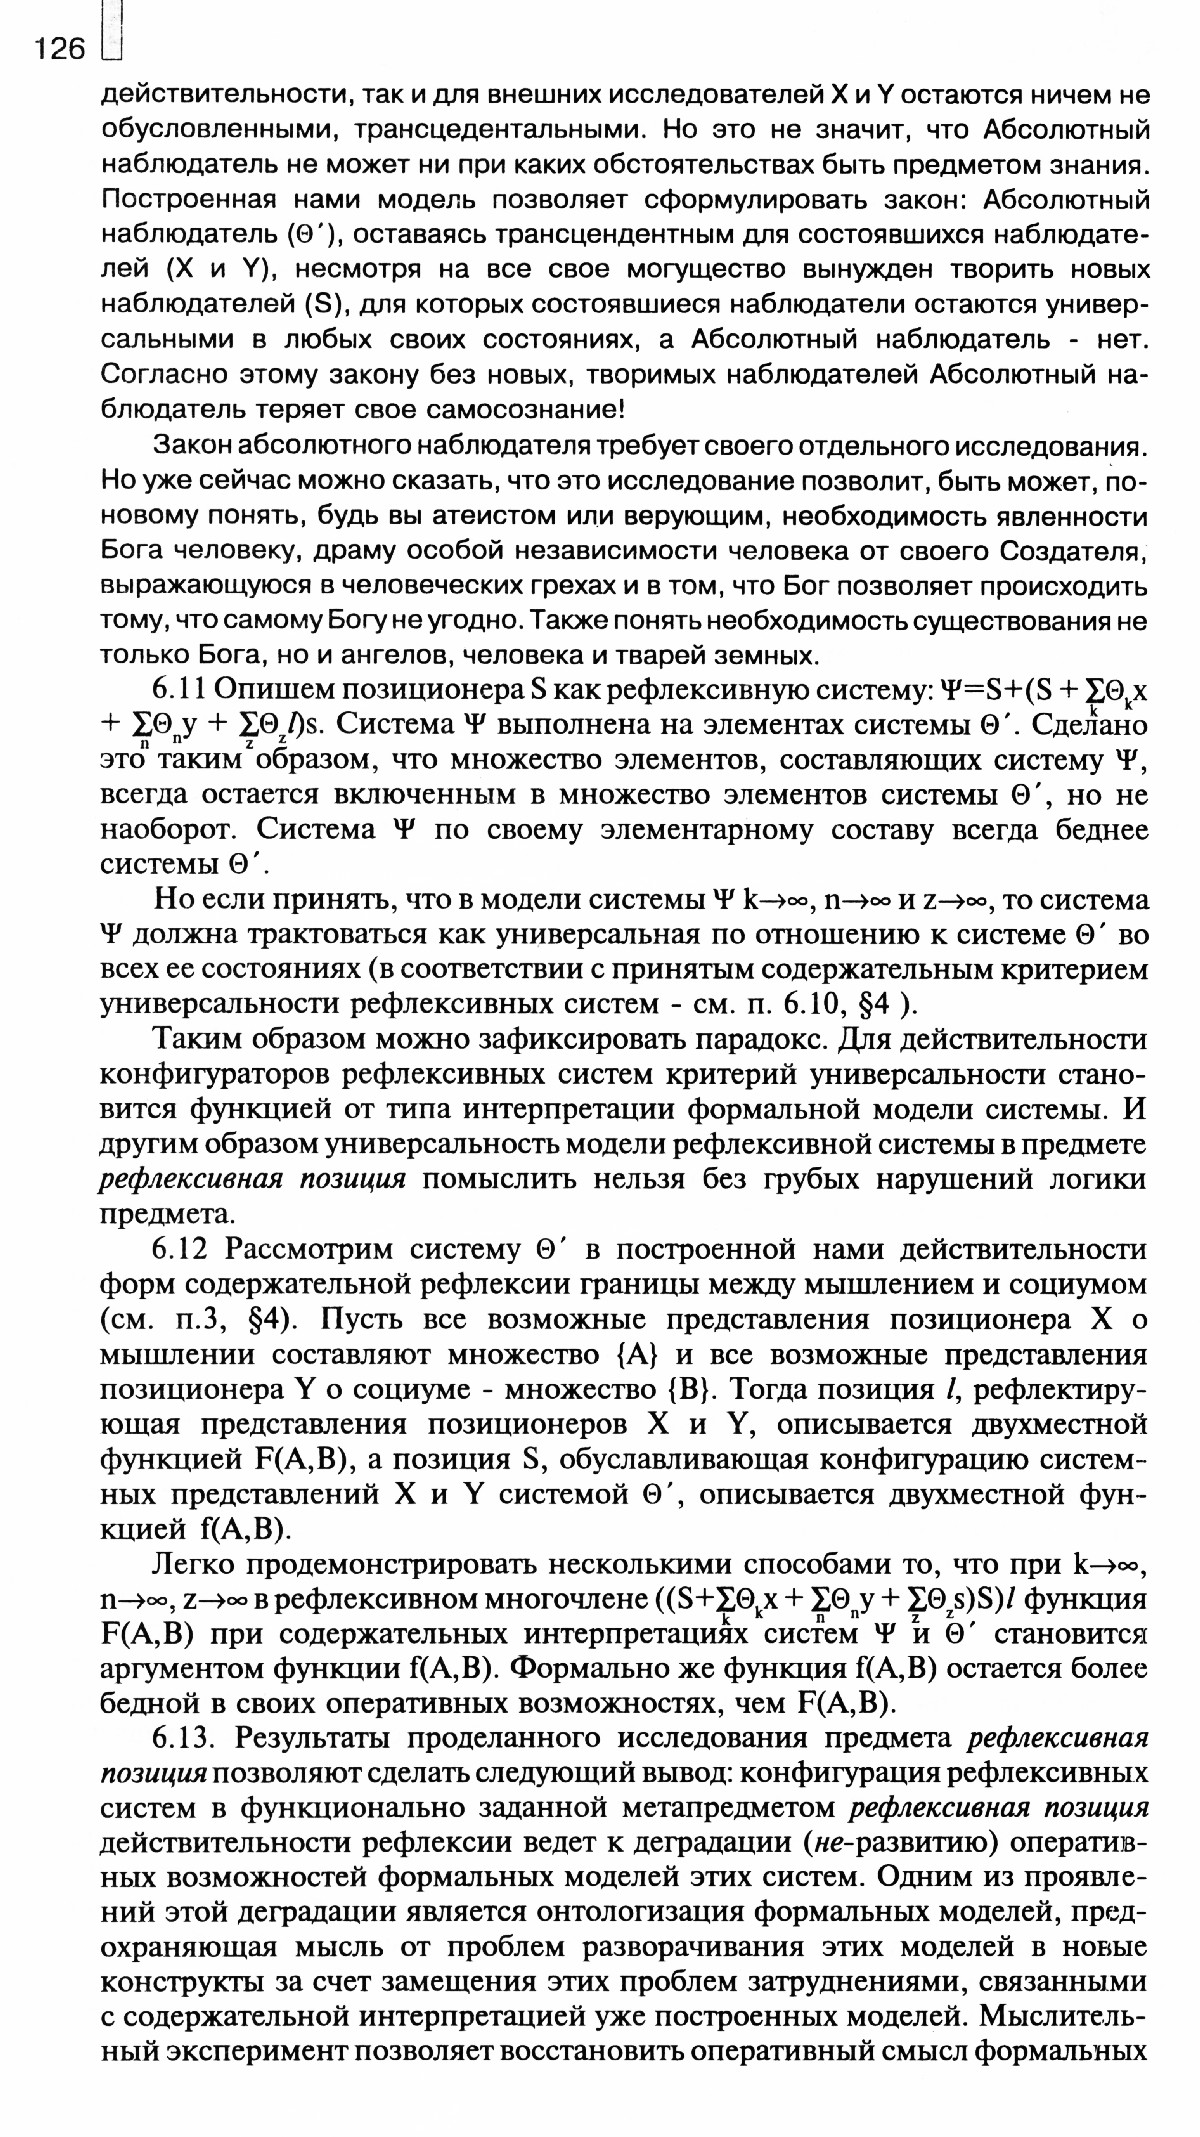 126
действительности, так и для внешних исследователей X и Y остаются ничем не
обусловленными, трансцедентальными. Но это не значит, что Абсолютный
наблюдатель не может ни при каких обстоятельствах быть предметом знания.
Построенная нами модель позволяет сформулировать закон: Абсолютный
наблюдатель (Θ′), оставаясь трансцендентным для состоявшихся наблюдате-
лей (X и Y), несмотря на все свое могущество вынужден творить новых
наблюдателей (S), для которых состоявшиеся наблюдатели остаются универ-
сальными в любых своих состояниях, а Абсолютный наблюдатель - нет.
Согласно этому закону без новых, творимых наблюдателей Абсолютный на-
блюдатель теряет свое самосознание!
Закон абсолютного наблюдателя требует своего отдельного исследования.
Но уже сейчас можно сказать, что это исследование позволит, быть может, по-
новому понять, будь вы атеистом или верующим, необходимость явленности
Бога человеку, драму особой независимости человека от своего Создателя,
выражающуюся в человеческих грехах и в том, что Бог позволяет происходить
тому, что самому Богу не угодно. Также понять необходимость существования не
только Бога, но и ангелов, человека и тварей земных.
6.11 Опишем позиционера S как рефлексивную систему: Ψ=S+(S + ∑Θₖx
+ ∑Θₙy + ∑Θ_z l)s. Система Ψ выполнена на элементах системы Θ′. Сделано
это таким образом, что множество элементов, составляющих систему Ψ,
всегда остается включенным в множество элементов системы Θ′, но не
наоборот. Система Ψ по своему элементарному составу всегда беднее
системы Θ′.
Но если принять, что в модели системы Ψ k→∞, n→∞ и z→∞, то система
Ψ должна трактоваться как универсальная по отношению к системе Θ′ во
всех ее состояниях (в соответствии с принятым содержательным критерием
универсальности рефлексивных систем - см. п. 6.10, §4 ).
Таким образом можно зафиксировать парадокс. Для действительности
конфигураторов рефлексивных систем критерий универсальности стано-
вится функцией от типа интерпретации формальной модели системы. И
другим образом универсальность модели рефлексивной системы в предмете
рефлексивная позиция помыслить нельзя без грубых нарушений логики
предмета.
6.12 Рассмотрим систему Θ′ в построенной нами действительности
форм содержательной рефлексии границы между мышлением и социумом
(см. п.3, §4). Пусть все возможные представления позиционера X о
мышлении составляют множество {A} и все возможные представления
позиционера Y о социуме - множество {B}. Тогда позиция l, рефлектиру-
ющая представления позиционеров X и Y, описывается двухместной
функцией F(A,B), а позиция S, обуславливающая конфигурацию систем-
ных представлений X и Y системой Θ′, описывается двухместной фун-
кцией f(A,B).
Легко продемонстрировать несколькими способами то, что при k→∞,
n→∞, z→∞ в рефлексивном многочлене ((S+∑Θₖx + ∑Θₙy + ∑Θ_z s)S)l функция
F(A,B) при содержательных интерпретациях систем Ψ и Θ′ становится
аргументом функции f(A,B). Формально же функция f(A,B) остается более
бедной в своих оперативных возможностях, чем F(A,B).
6.13. Результаты проделанного исследования предмета рефлексивная
позиция позволяют сделать следующий вывод: конфигурация рефлексивных
систем в функционально заданной метапредметом рефлексивная позиция
действительности рефлексии ведет к деградации (не-развитию) оператив-
ных возможностей формальных моделей этих систем. Одним из проявле-
ний этой деградации является онтологизация формальных моделей, пред-
охраняющая мысль от проблем разворачивания этих моделей в новые
конструкты за счет замещения этих проблем затруднениями, связанными
с содержательной интерпретацией уже построенных моделей. Мыслитель-
ный эксперимент позволяет восстановить оперативный смысл формальных